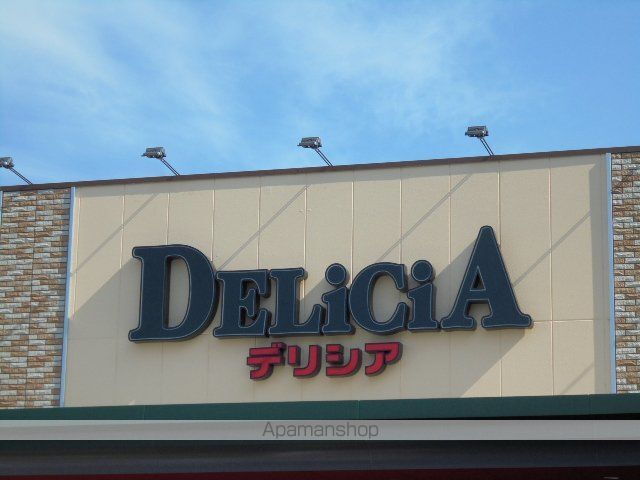 DELiCiA
デリシア
Apamanshop